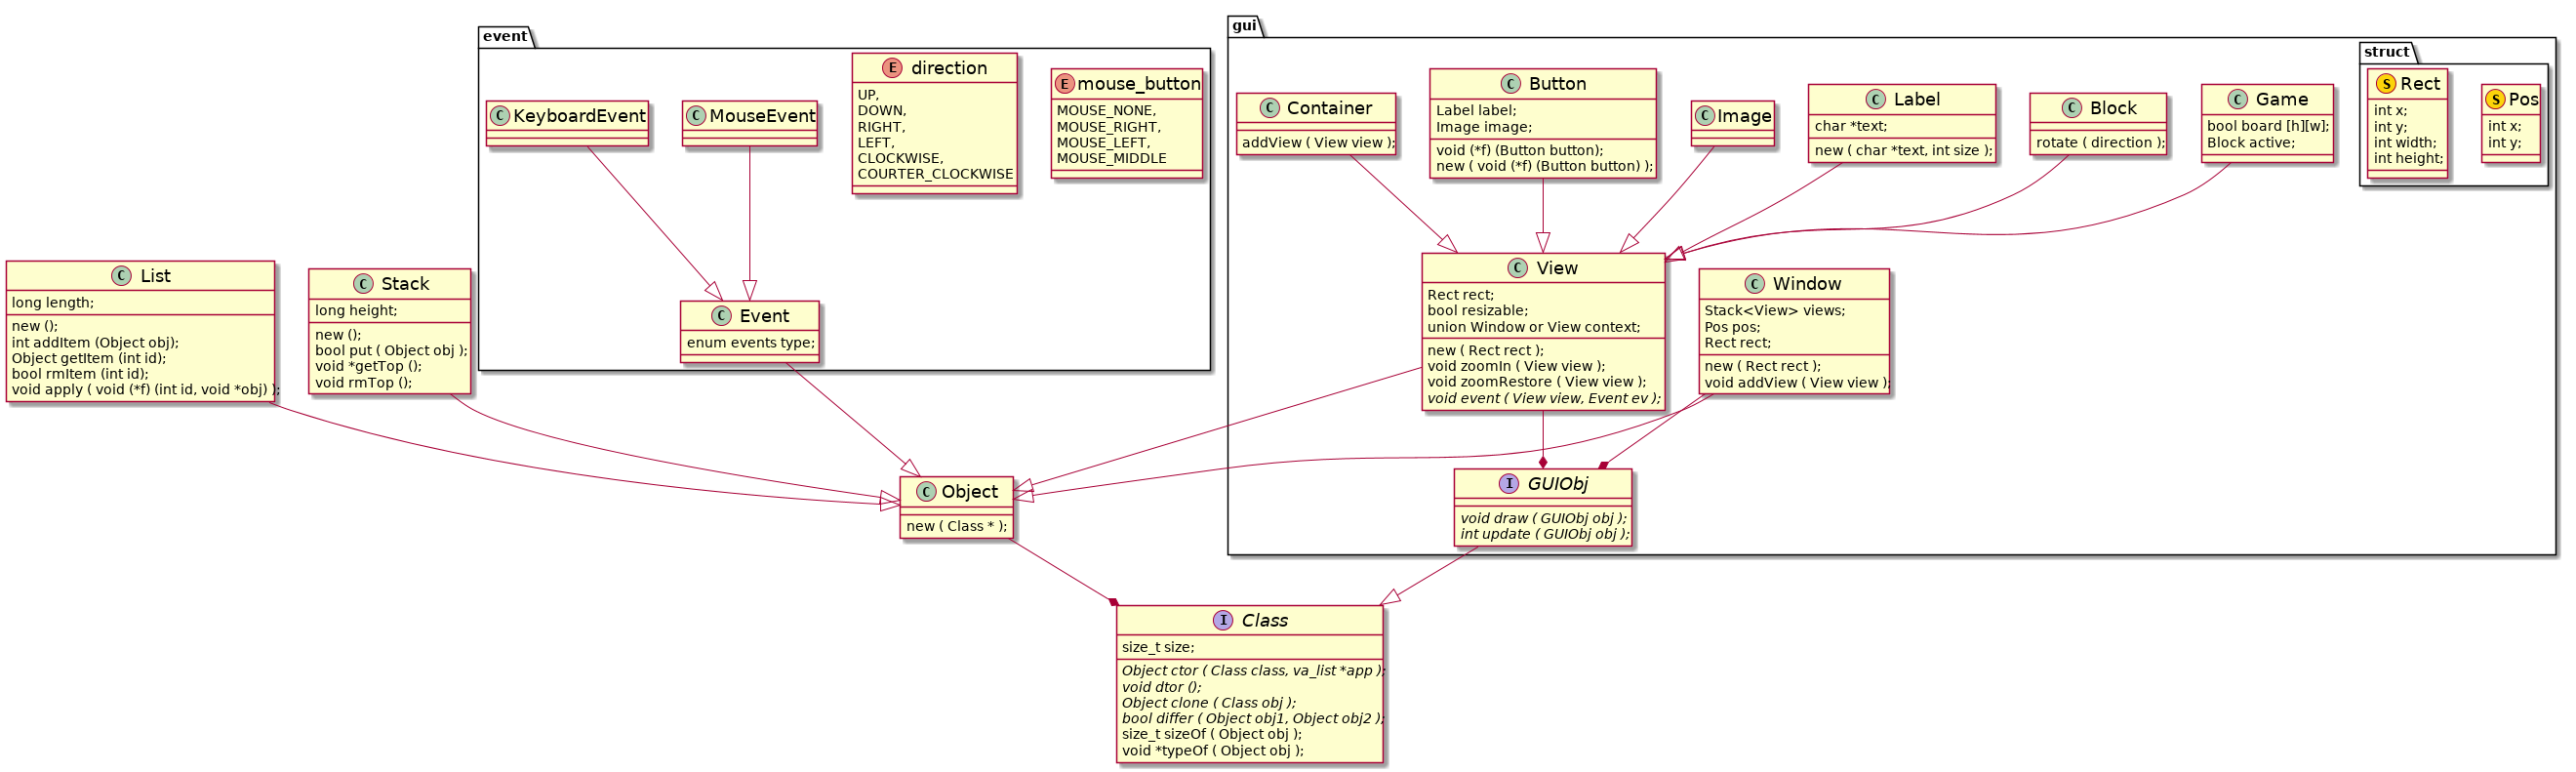 event
C KeyboardEvent
C MouseEvent
E direction
UP,
DOWN,
RIGHT,
LEFT,
CLOCKWISE,
COURTER_CLOCKWISE
E mouse_button
MOUSE_NONE,
MOUSE_RIGHT,
MOUSE_LEFT,
MOUSE_MIDDLE
C Event
enum events type;
gui
C Container
addView ( View view );
C Button
Label label;
Image image;
void (*f) (Button button);
new ( void (*f) (Button button) );
C Image
C Label
char *text;
new ( char *text, int size );
C Block
rotate ( direction );
C Game
bool board [h][w];
Block active;
struct
S Rect
int x;
int y;
int width;
int height;
S Pos
int x;
int y;
C List
long length;
new ();
int addItem (Object obj);
Object getItem (int id);
bool rmItem (int id);
void apply ( void (*f) (int id, void *obj) );
C Stack
long height;
new ();
bool put ( Object obj );
void *getTop ();
void rmTop ();
C View
Rect rect;
bool resizable;
union Window or View context;
new ( Rect rect );
void zoomIn ( View view );
void zoomRestore ( View view );
void event ( View view, Event ev );
C Window
Stack<View> views;
Pos pos;
Rect rect;
new ( Rect rect );
void addView ( View view );
C Object
new ( Class * );
I GUIObj
void draw ( GUIObj obj );
int update ( GUIObj obj );
I Class
size_t size;
Object ctor ( Class class, va_list *app );
void dtor ();
Object clone ( Class obj );
bool differ ( Object obj1, Object obj2 );
size_t sizeOf ( Object obj );
void *typeOf ( Object obj );